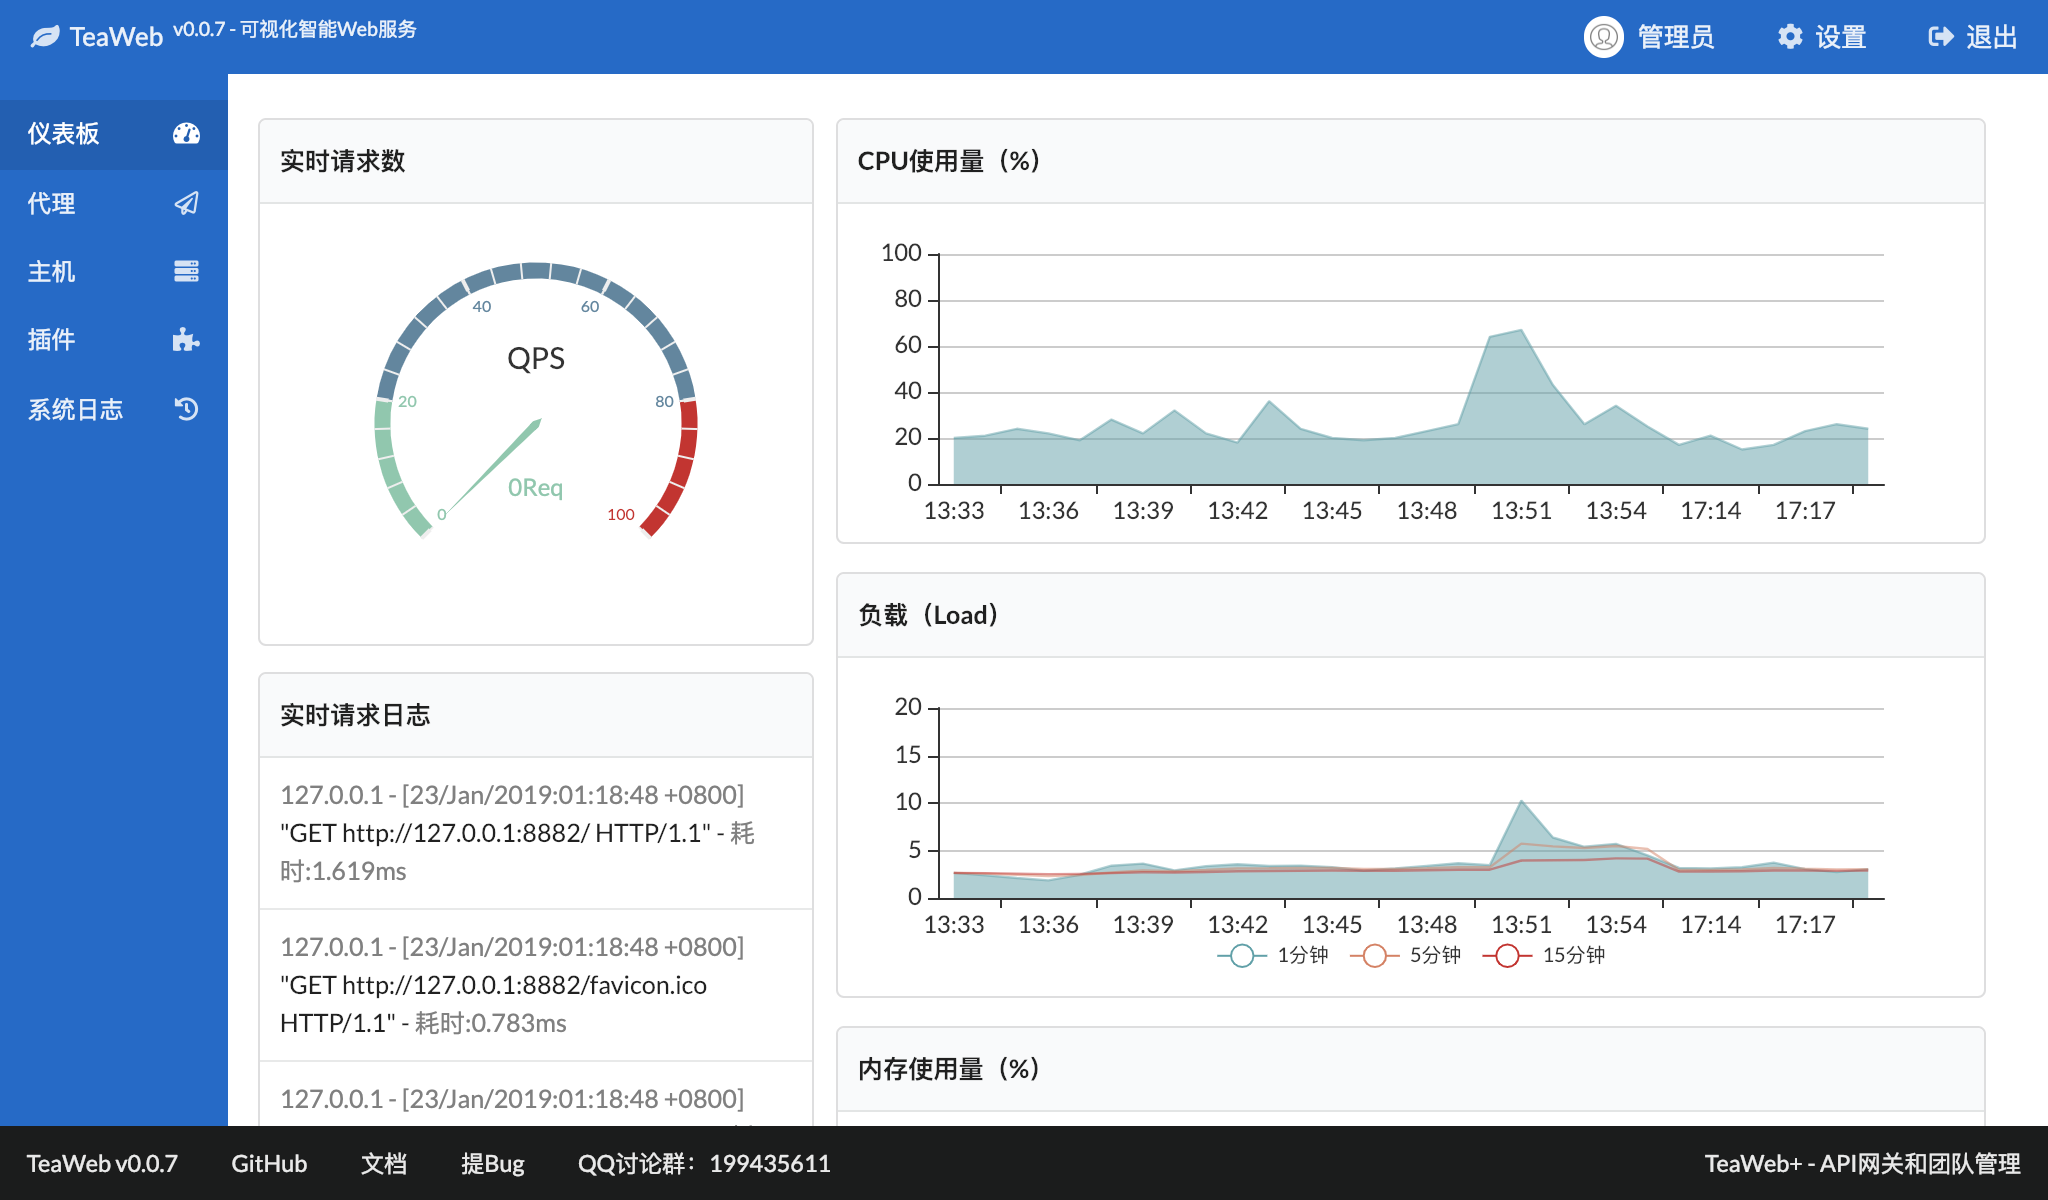 TeaWeb v0.0.7 - 可视化智能Web服务
管理员
设置
退出
仪表板
代理
主机
插件
系统日志
实时请求数
40
60
QPS
20
80
0Req
0
100
实时请求日志
127.0.0.1 - [23/Jan/2019:01:18:48 +0800]
"GET http://127.0.0.1:8882/ HTTP/1.1" - 耗
时:1.619ms
127.0.0.1 - [23/Jan/2019:01:18:48 +0800]
"GET http://127.0.0.1:8882/favicon.ico
HTTP/1.1" - 耗时:0.783ms
127.0.0.1 - [23/Jan/2019:01:18:48 +0800]
CPU使用量（%）
100
80
60
40
20
0
13:33 13:36 13:39 13:42 13:45 13:48 13:51 13:54 17:14 17:17
负载（Load）
20
15
10
5
0
13:33 13:36 13:39 13:42 13:45 13:48 13:51 13:54 17:14 17:17
1分钟 5分钟 15分钟
内存使用量（%）
TeaWeb v0.0.7 GitHub 文档 提Bug QQ讨论群：199435611 TeaWeb+ - API网关和团队管理